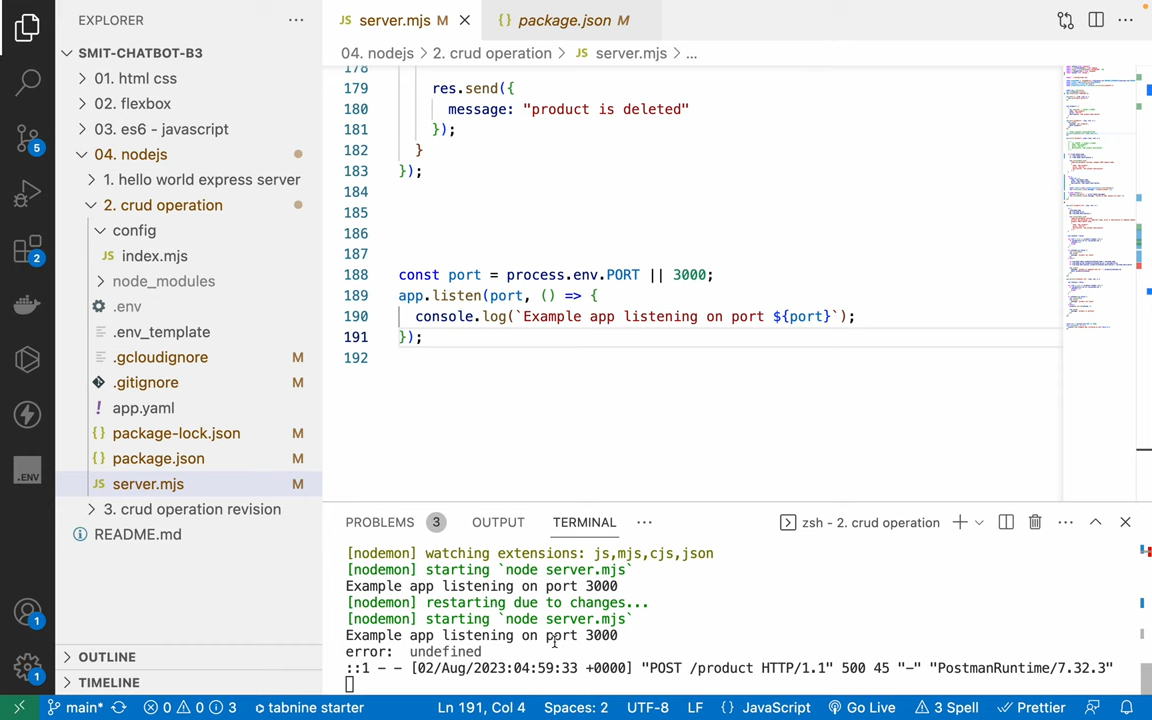 EXPLORER
SMIT-CHATBOT-B3
01. html css
02. flexbox
03. es6 - javascript
04. nodejs
1. hello world express server
2. crud operation
config
JS index.mjs
node_modules
.env
.env_template
.gcloudignore M
.gitignore M
! app.yaml
{} package-lock.json M
{} package.json M
JS server.mjs M
3. crud operation revision
README.md
OUTLINE
TIMELINE
5
2
.ENV
1
1
JS server.mjs M
{} package.json M
04. nodejs > 2. crud operation > JS server.mjs > ...
178
179 res.send({
180 message: "product is deleted"
181 });
182 }
183 });
184
185
186
187
188 const port = process.env.PORT || 3000;
189 app.listen(port, () => {
190 console.log(`Example app listening on port ${port}`);
191 });
192
PROBLEMS 3 OUTPUT TERMINAL ... zsh - 2. crud operation
[nodemon] watching extensions: js,mjs,cjs,json
[nodemon] starting `node server.mjs`
Example app listening on port 3000
[nodemon] restarting due to changes...
[nodemon] starting `node server.mjs`
Example app listening on port 3000
error: undefined
::1 - - [02/Aug/2023:04:59:33 +0000] "POST /product HTTP/1.1" 500 45 "-" "PostmanRuntime/7.32.3"
main* 0 0 3 tabnine starter Ln 191, Col 4 Spaces: 2 UTF-8 LF {} JavaScript Go Live 3 Spell Prettier